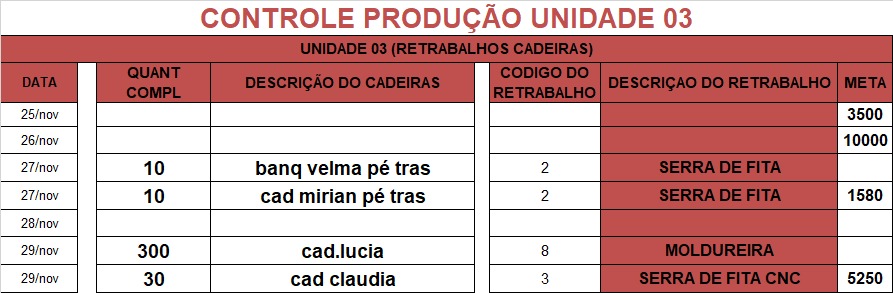 CONTROLE PRODUÇÃO UNIDADE 03
UNIDADE 03 (RETRABALHOS CADEIRAS)
DATA QUANT COMPL DESCRIÇÃO DO CADEIRAS CODIGO DO RETRABALHO DESCRIÇAO DO RETRABALHO META
25/nov 3500
26/nov 10000
27/nov 10 banq velma pé tras 2 SERRA DE FITA
27/nov 10 cad mirian pé tras 2 SERRA DE FITA 1580
28/nov
29/nov 300 cad.lucia 8 MOLDUREIRA
29/nov 30 cad claudia 3 SERRA DE FITA CNC 5250